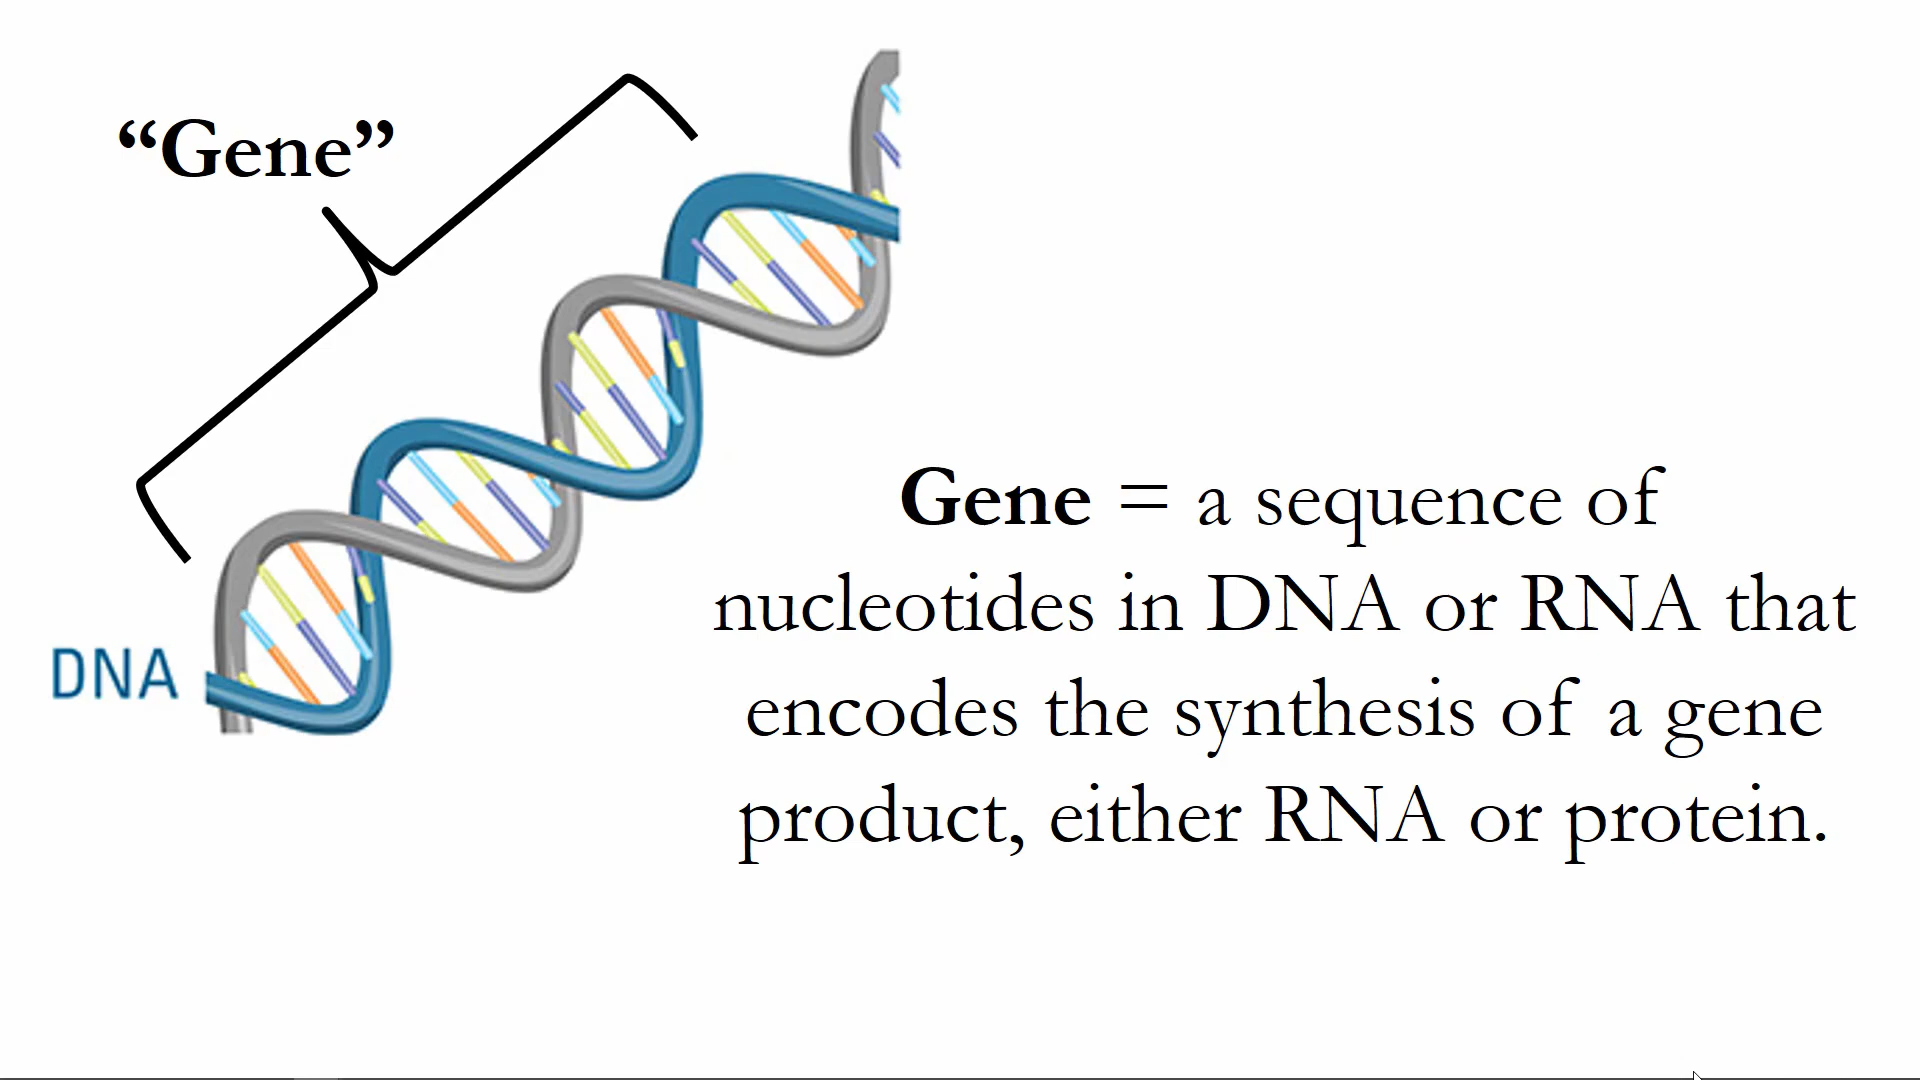 “Gene”
DNA
Gene = a sequence of
nucleotides in DNA or RNA that
encodes the synthesis of a gene
product, either RNA or protein.